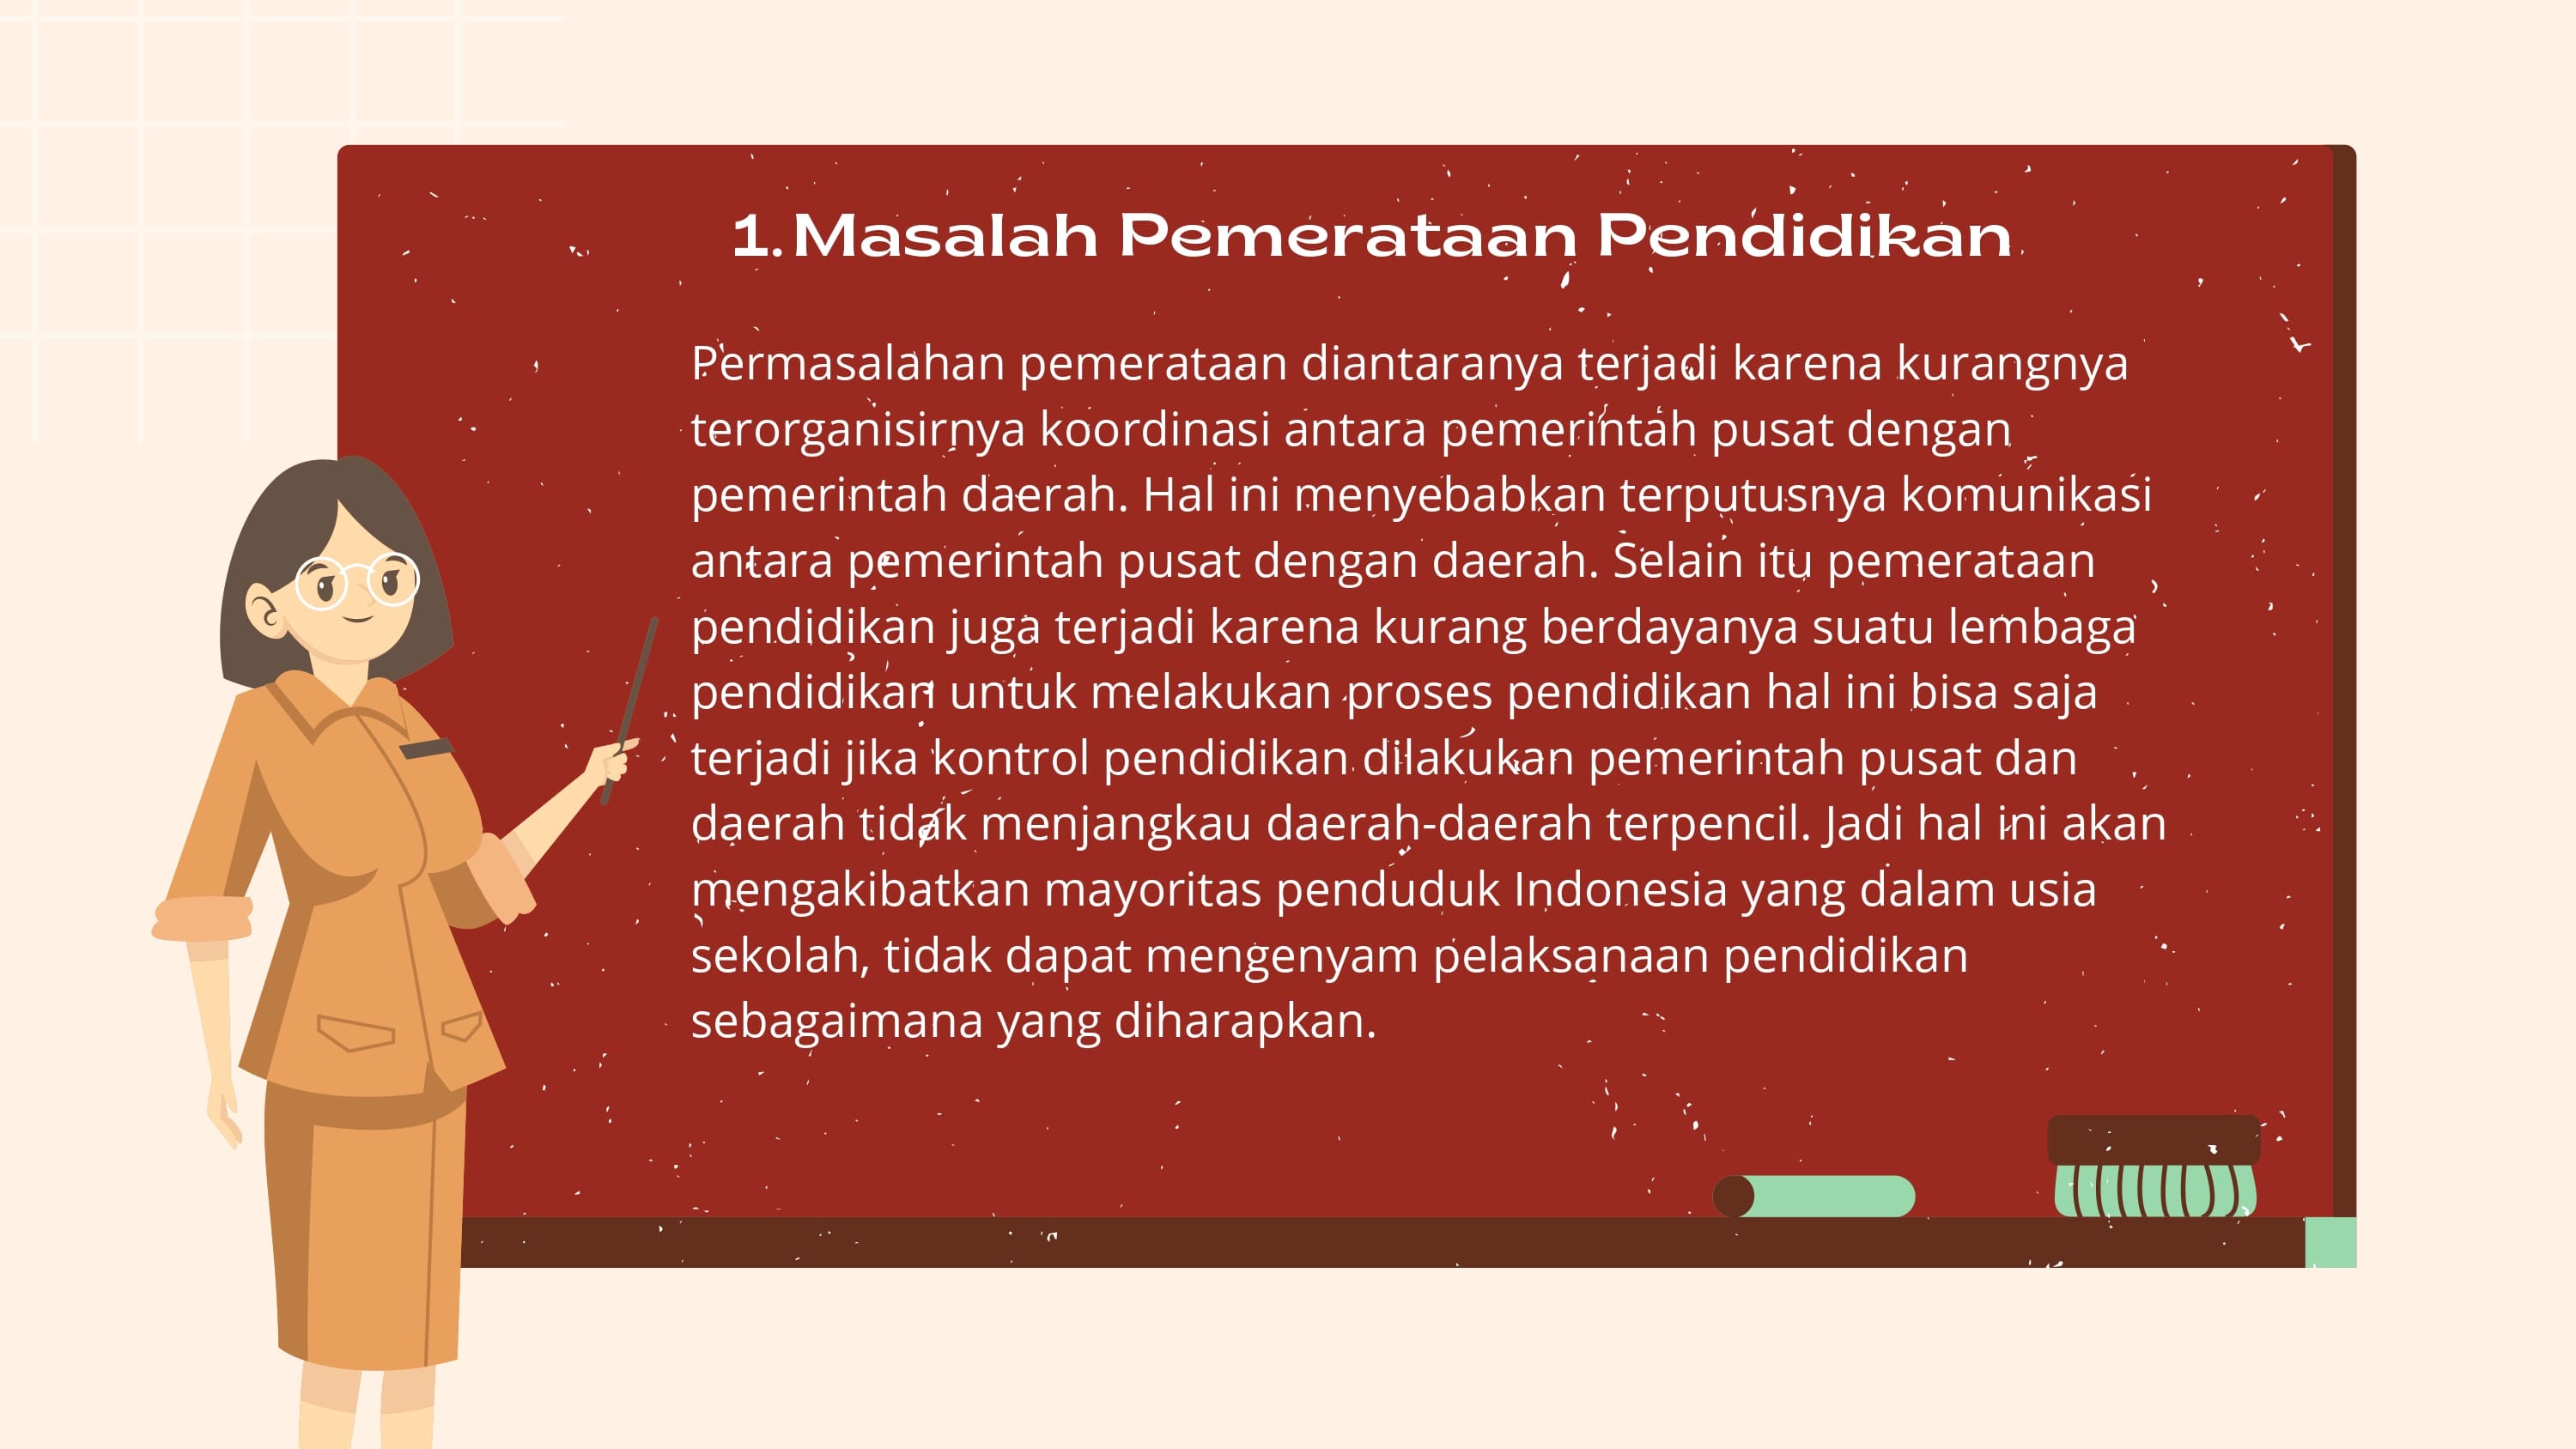 1. Masalah Pemerataan Pendidikan
Permasalahan pemerataan diantaranya terjadi karena kurangnya
terorganisirnya koordinasi antara pemerintah pusat dengan
pemerintah daerah. Hal ini menyebabkan terputusnya komunikasi
antara pemerintah pusat dengan daerah. Selain itu pemerataan
pendidikan juga terjadi karena kurang berdayanya suatu lembaga
pendidikan untuk melakukan proses pendidikan hal ini bisa saja
terjadi jika kontrol pendidikan dilakukan pemerintah pusat dan
daerah tidak menjangkau daerah-daerah terpencil. Jadi hal ini akan
mengakibatkan mayoritas penduduk Indonesia yang dalam usia
sekolah, tidak dapat mengenyam pelaksanaan pendidikan
sebagaimana yang diharapkan.